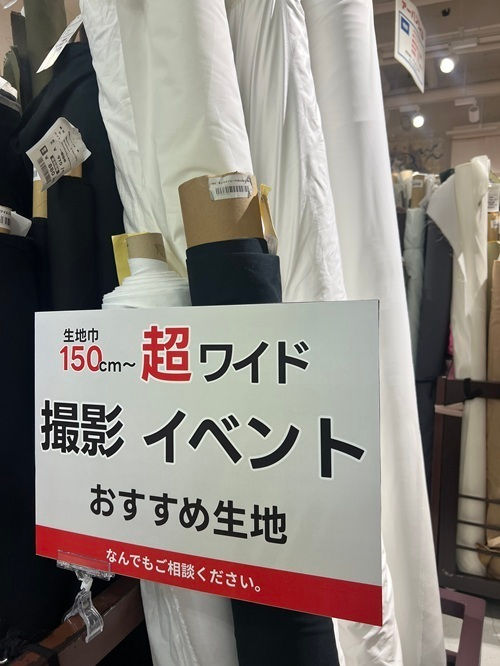 生地巾
150cm～超ワイド
撮影 イベント
おすすめ生地
なんでもご相談ください。